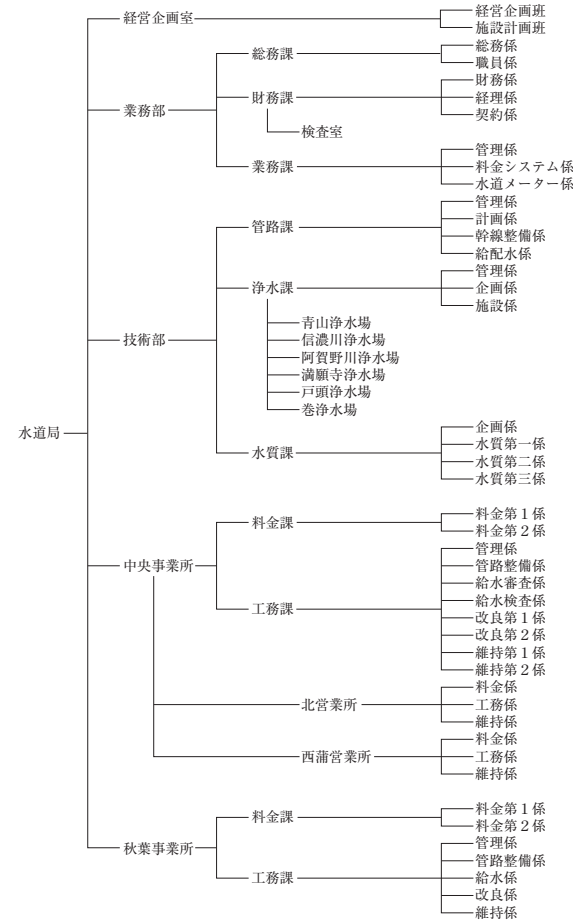 水道局
経営企画室
経営企画班
施設計画班
業務部
総務課
総務係
職員係
財務課
財務係
経理係
契約係
検査室
業務課
管理係
料金システム係
水道メーター係
技術部
管路課
管理係
計画係
幹線整備係
給配水係
浄水課
管理係
企画係
施設係
青山浄水場
信濃川浄水場
阿賀野川浄水場
満願寺浄水場
戸頭浄水場
巻浄水場
水質課
企画係
水質第一係
水質第二係
水質第三係
中央事業所
料金課
料金第１係
料金第２係
工務課
管理係
管路整備係
給水審査係
給水検査係
改良第１係
改良第２係
維持第１係
維持第２係
北営業所
料金係
工務係
維持係
西蒲営業所
料金係
工務係
維持係
秋葉事業所
料金課
料金第１係
料金第２係
工務課
管理係
管路整備係
給水係
改良係
維持係